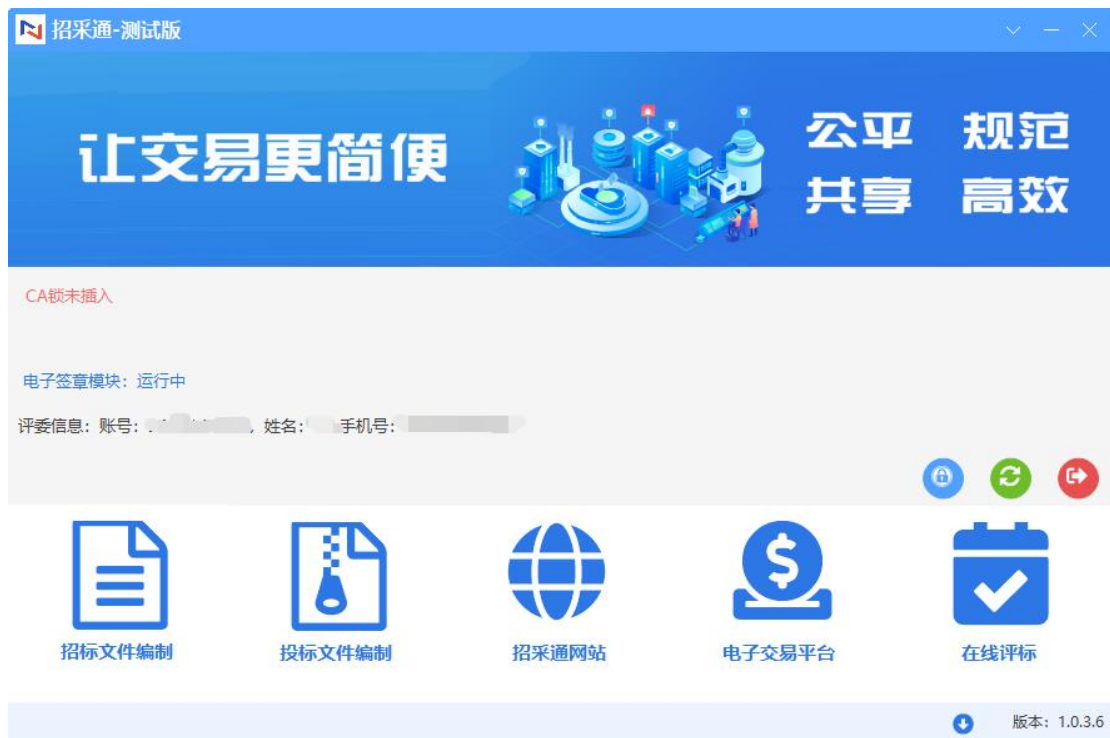 招采通-测试版
让交易更简便
公平 规范
共享 高效
CA锁未插入
电子签章模块：运行中
评委信息：账号： ，姓名： 手机号：
招标文件编制 投标文件编制 招采通网站 电子交易平台 在线评标
版本：1.0.3.6